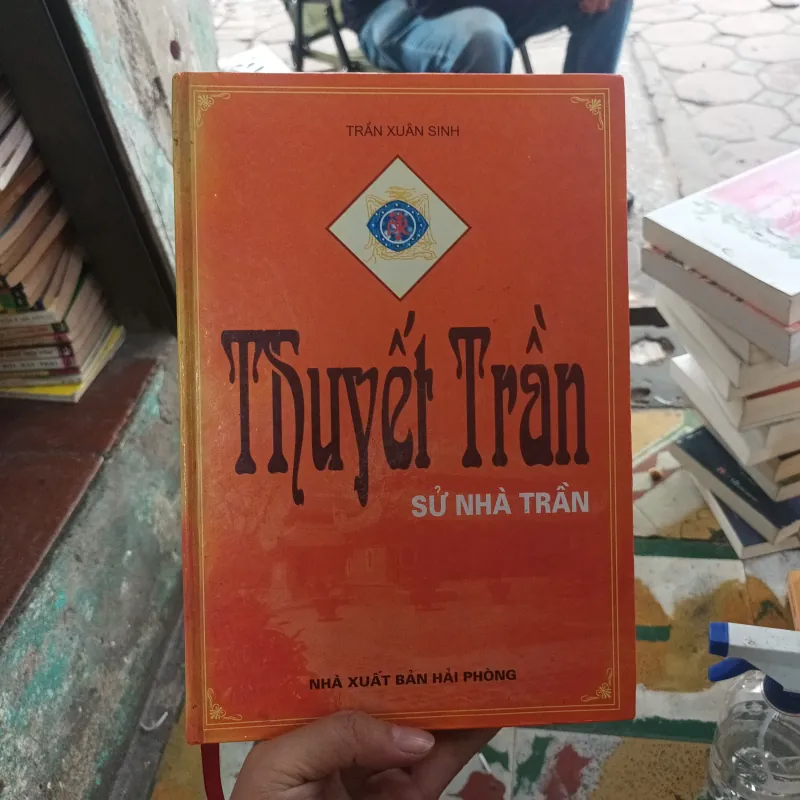 TRẦN XUÂN SINH
Thuyết Trần
SỬ NHÀ TRẦN
NHÀ XUẤT BẢN HẢI PHÒNG